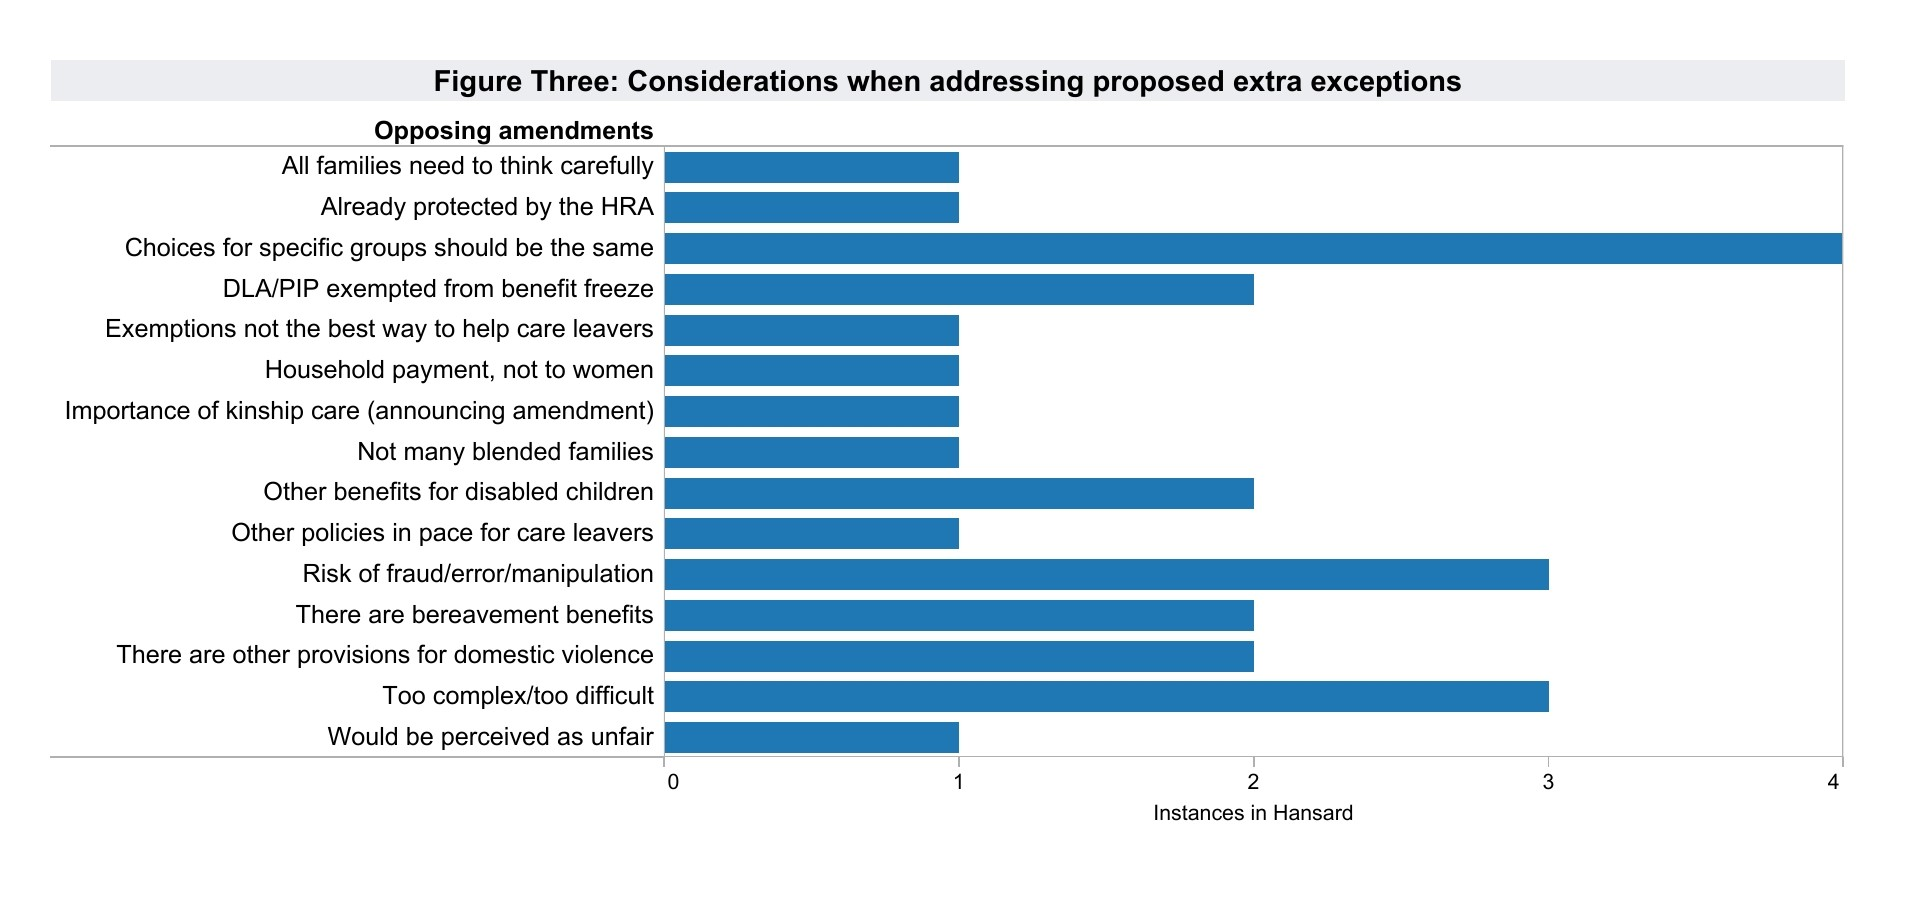 Figure Three: Considerations when addressing proposed extra exceptions
Opposing amendments
All families need to think carefully
Already protected by the HRA
Choices for specific groups should be the same
DLA/PIP exempted from benefit freeze
Exemptions not the best way to help care leavers
Household payment, not to women
Importance of kinship care (announcing amendment)
Not many blended families
Other benefits for disabled children
Other policies in pace for care leavers
Risk of fraud/error/manipulation
There are bereavement benefits
There are other provisions for domestic violence
Too complex/too difficult
Would be perceived as unfair
0 1 2 3 4
Instances in Hansard